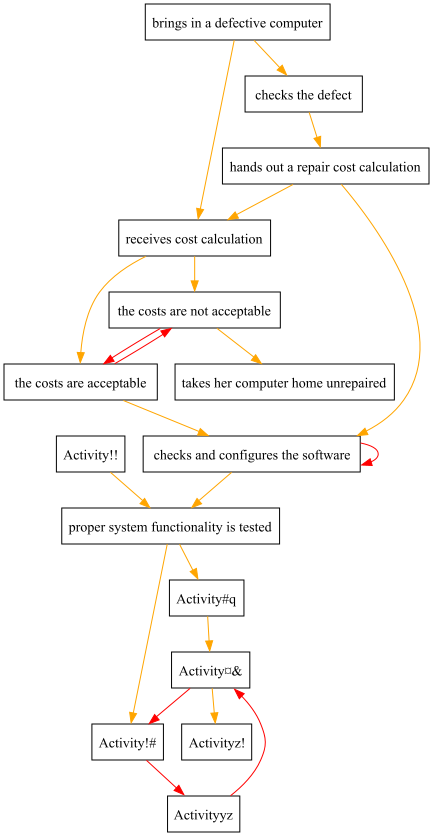 brings in a defective computer
checks the defect
hands out a repair cost calculation
receives cost calculation
the costs are not acceptable
the costs are acceptable
takes her computer home unrepaired
Activity!!
checks and configures the software
proper system functionality is tested
Activity#q
Activity¤&
Activity!#
Activityz!
Activityyz